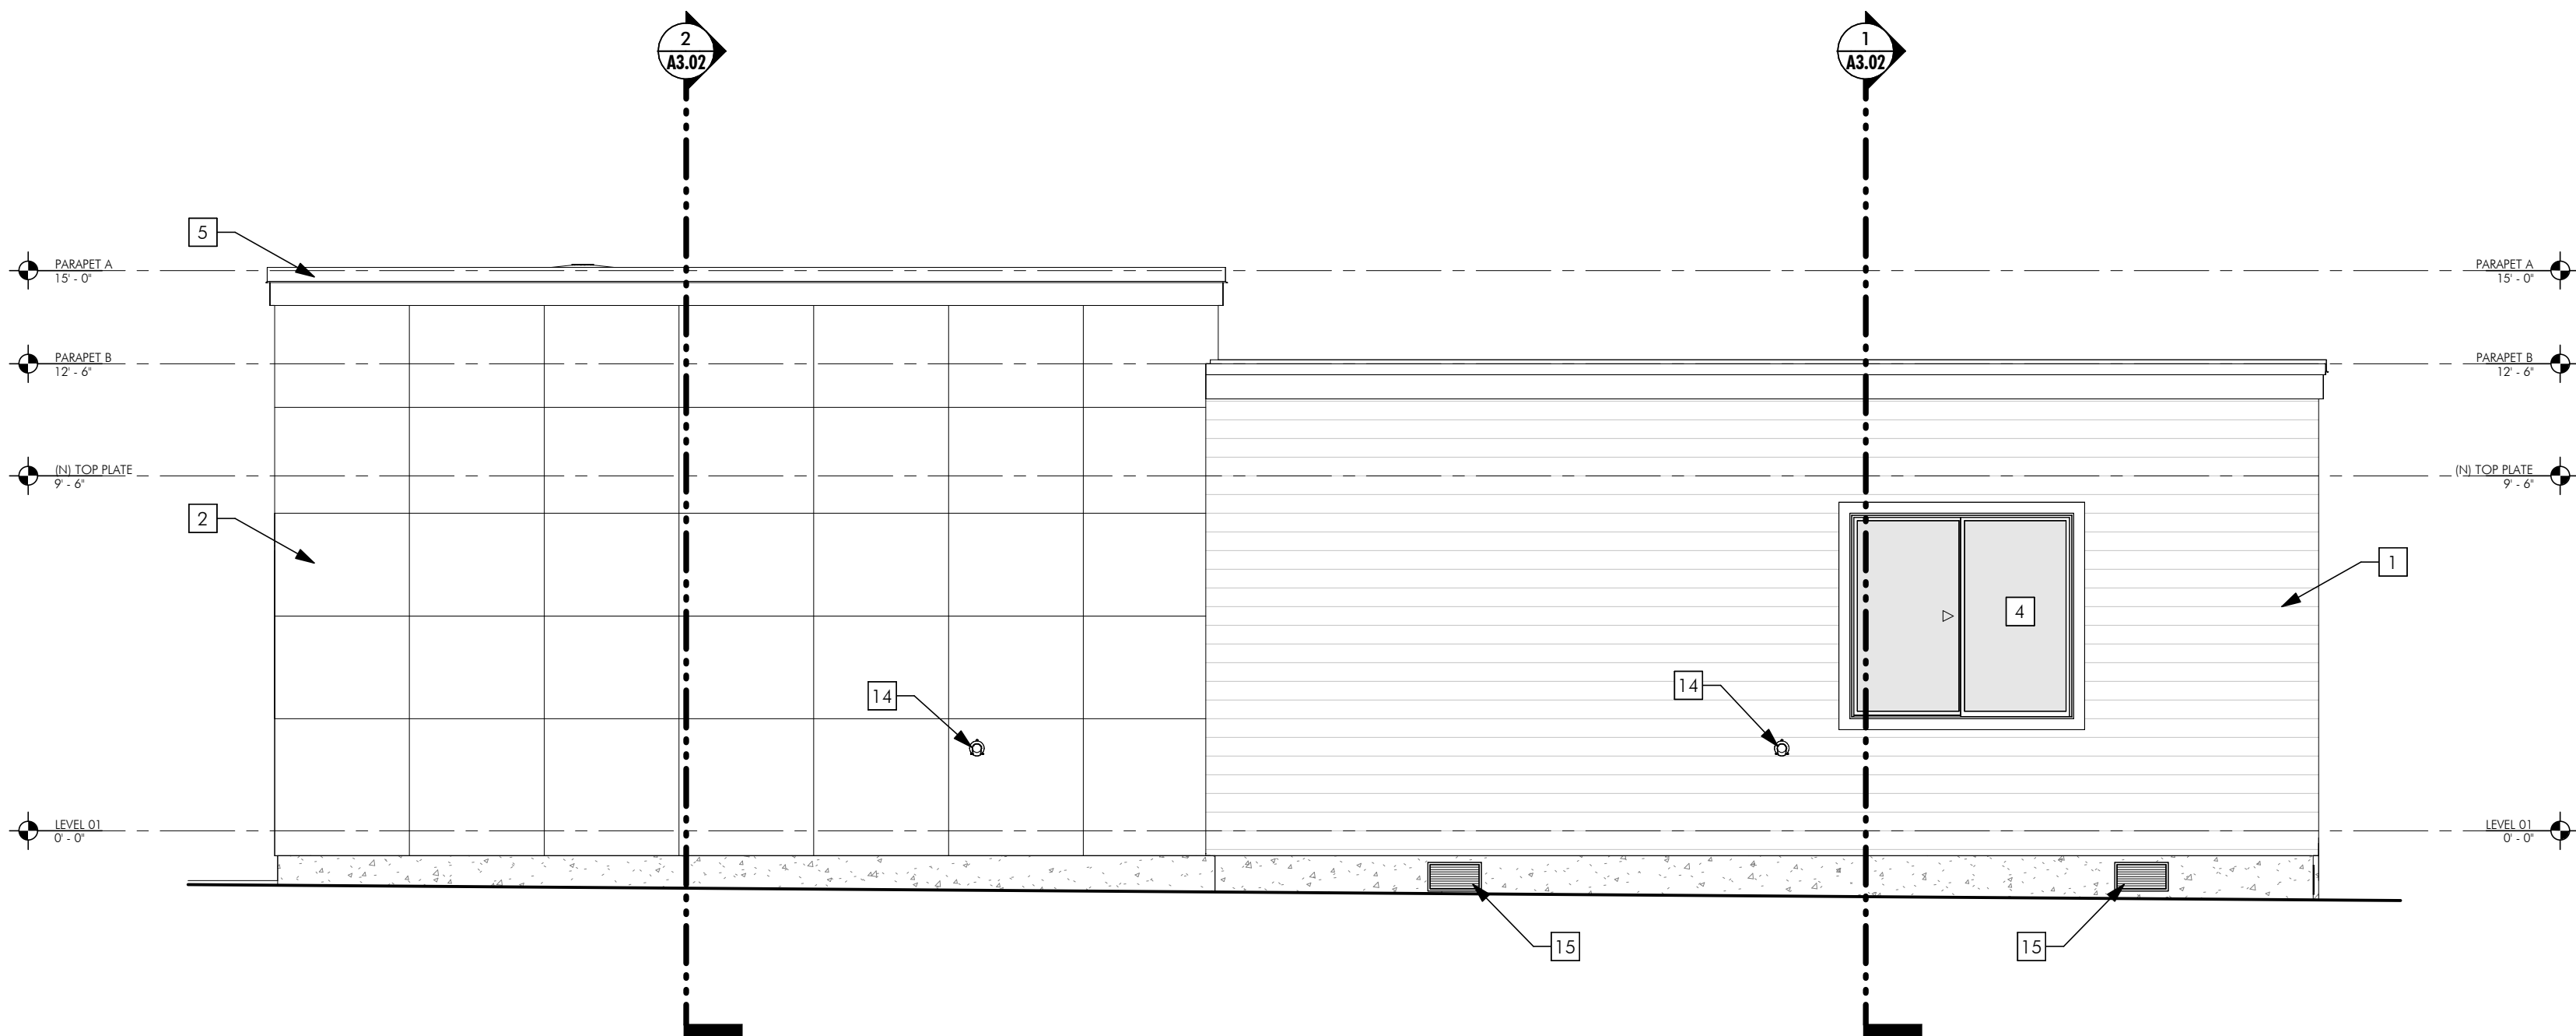 2
A3.02
1
A3.02
5
PARAPET A
15' - 0"
PARAPET A
15' - 0"
PARAPET B
12' - 6"
PARAPET B
12' - 6"
(N) TOP PLATE
9' - 6"
(N) TOP PLATE
9' - 6"
2
1
4
14
14
LEVEL 01
0' - 0"
LEVEL 01
0' - 0"
15
15